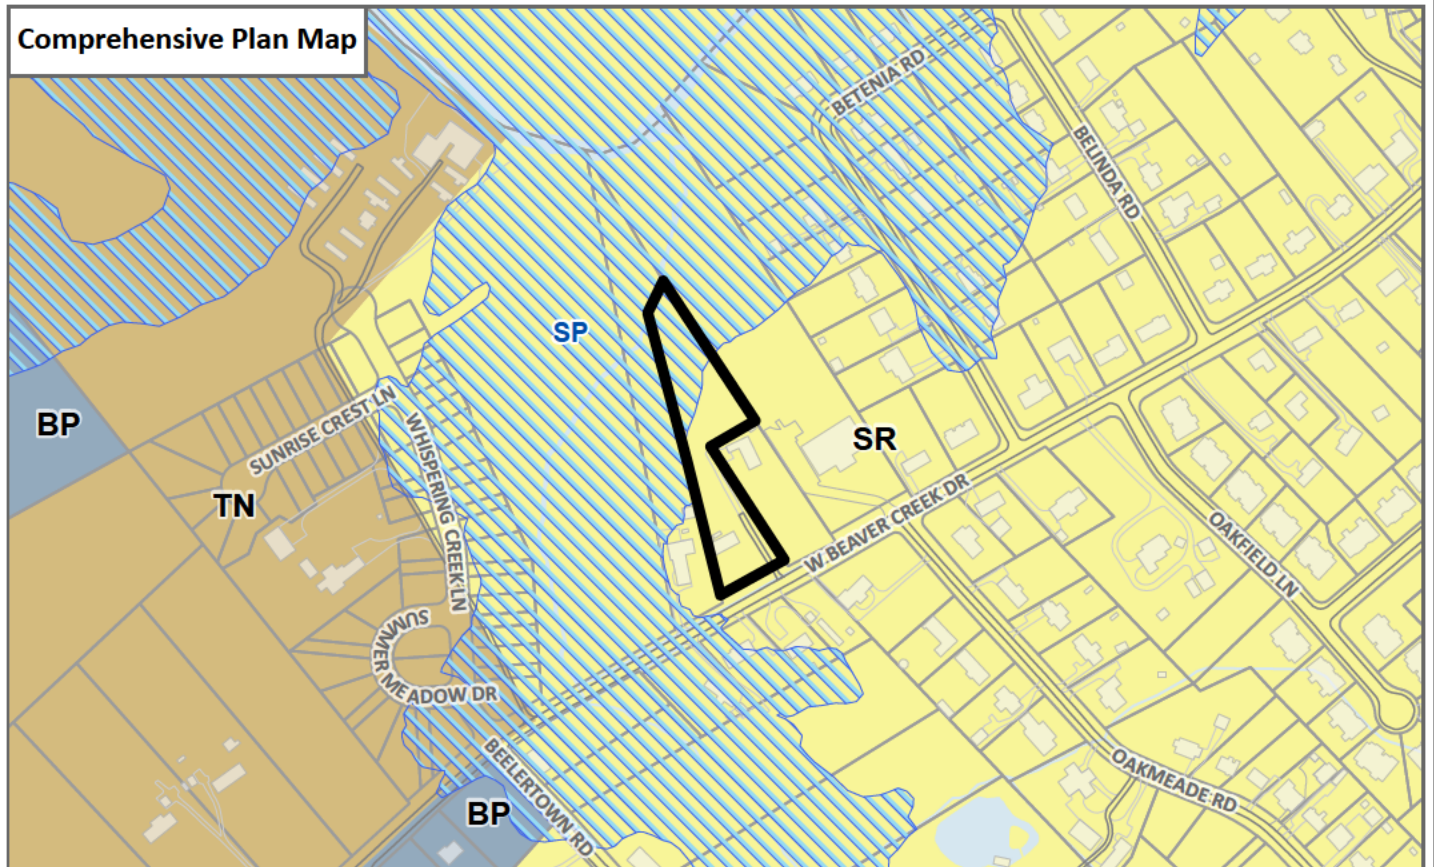 Comprehensive Plan Map
BETENIA RD
BELINDA RD
SP
BP
SUNRISE CREST LN
WHISPERING CREEK LN
SR
TN
W BEAVER CREEK DR
OAKFIELD LN
SUMMER MEADOW DR
BEELERTOWN RD
OAKMEADE RD
BP